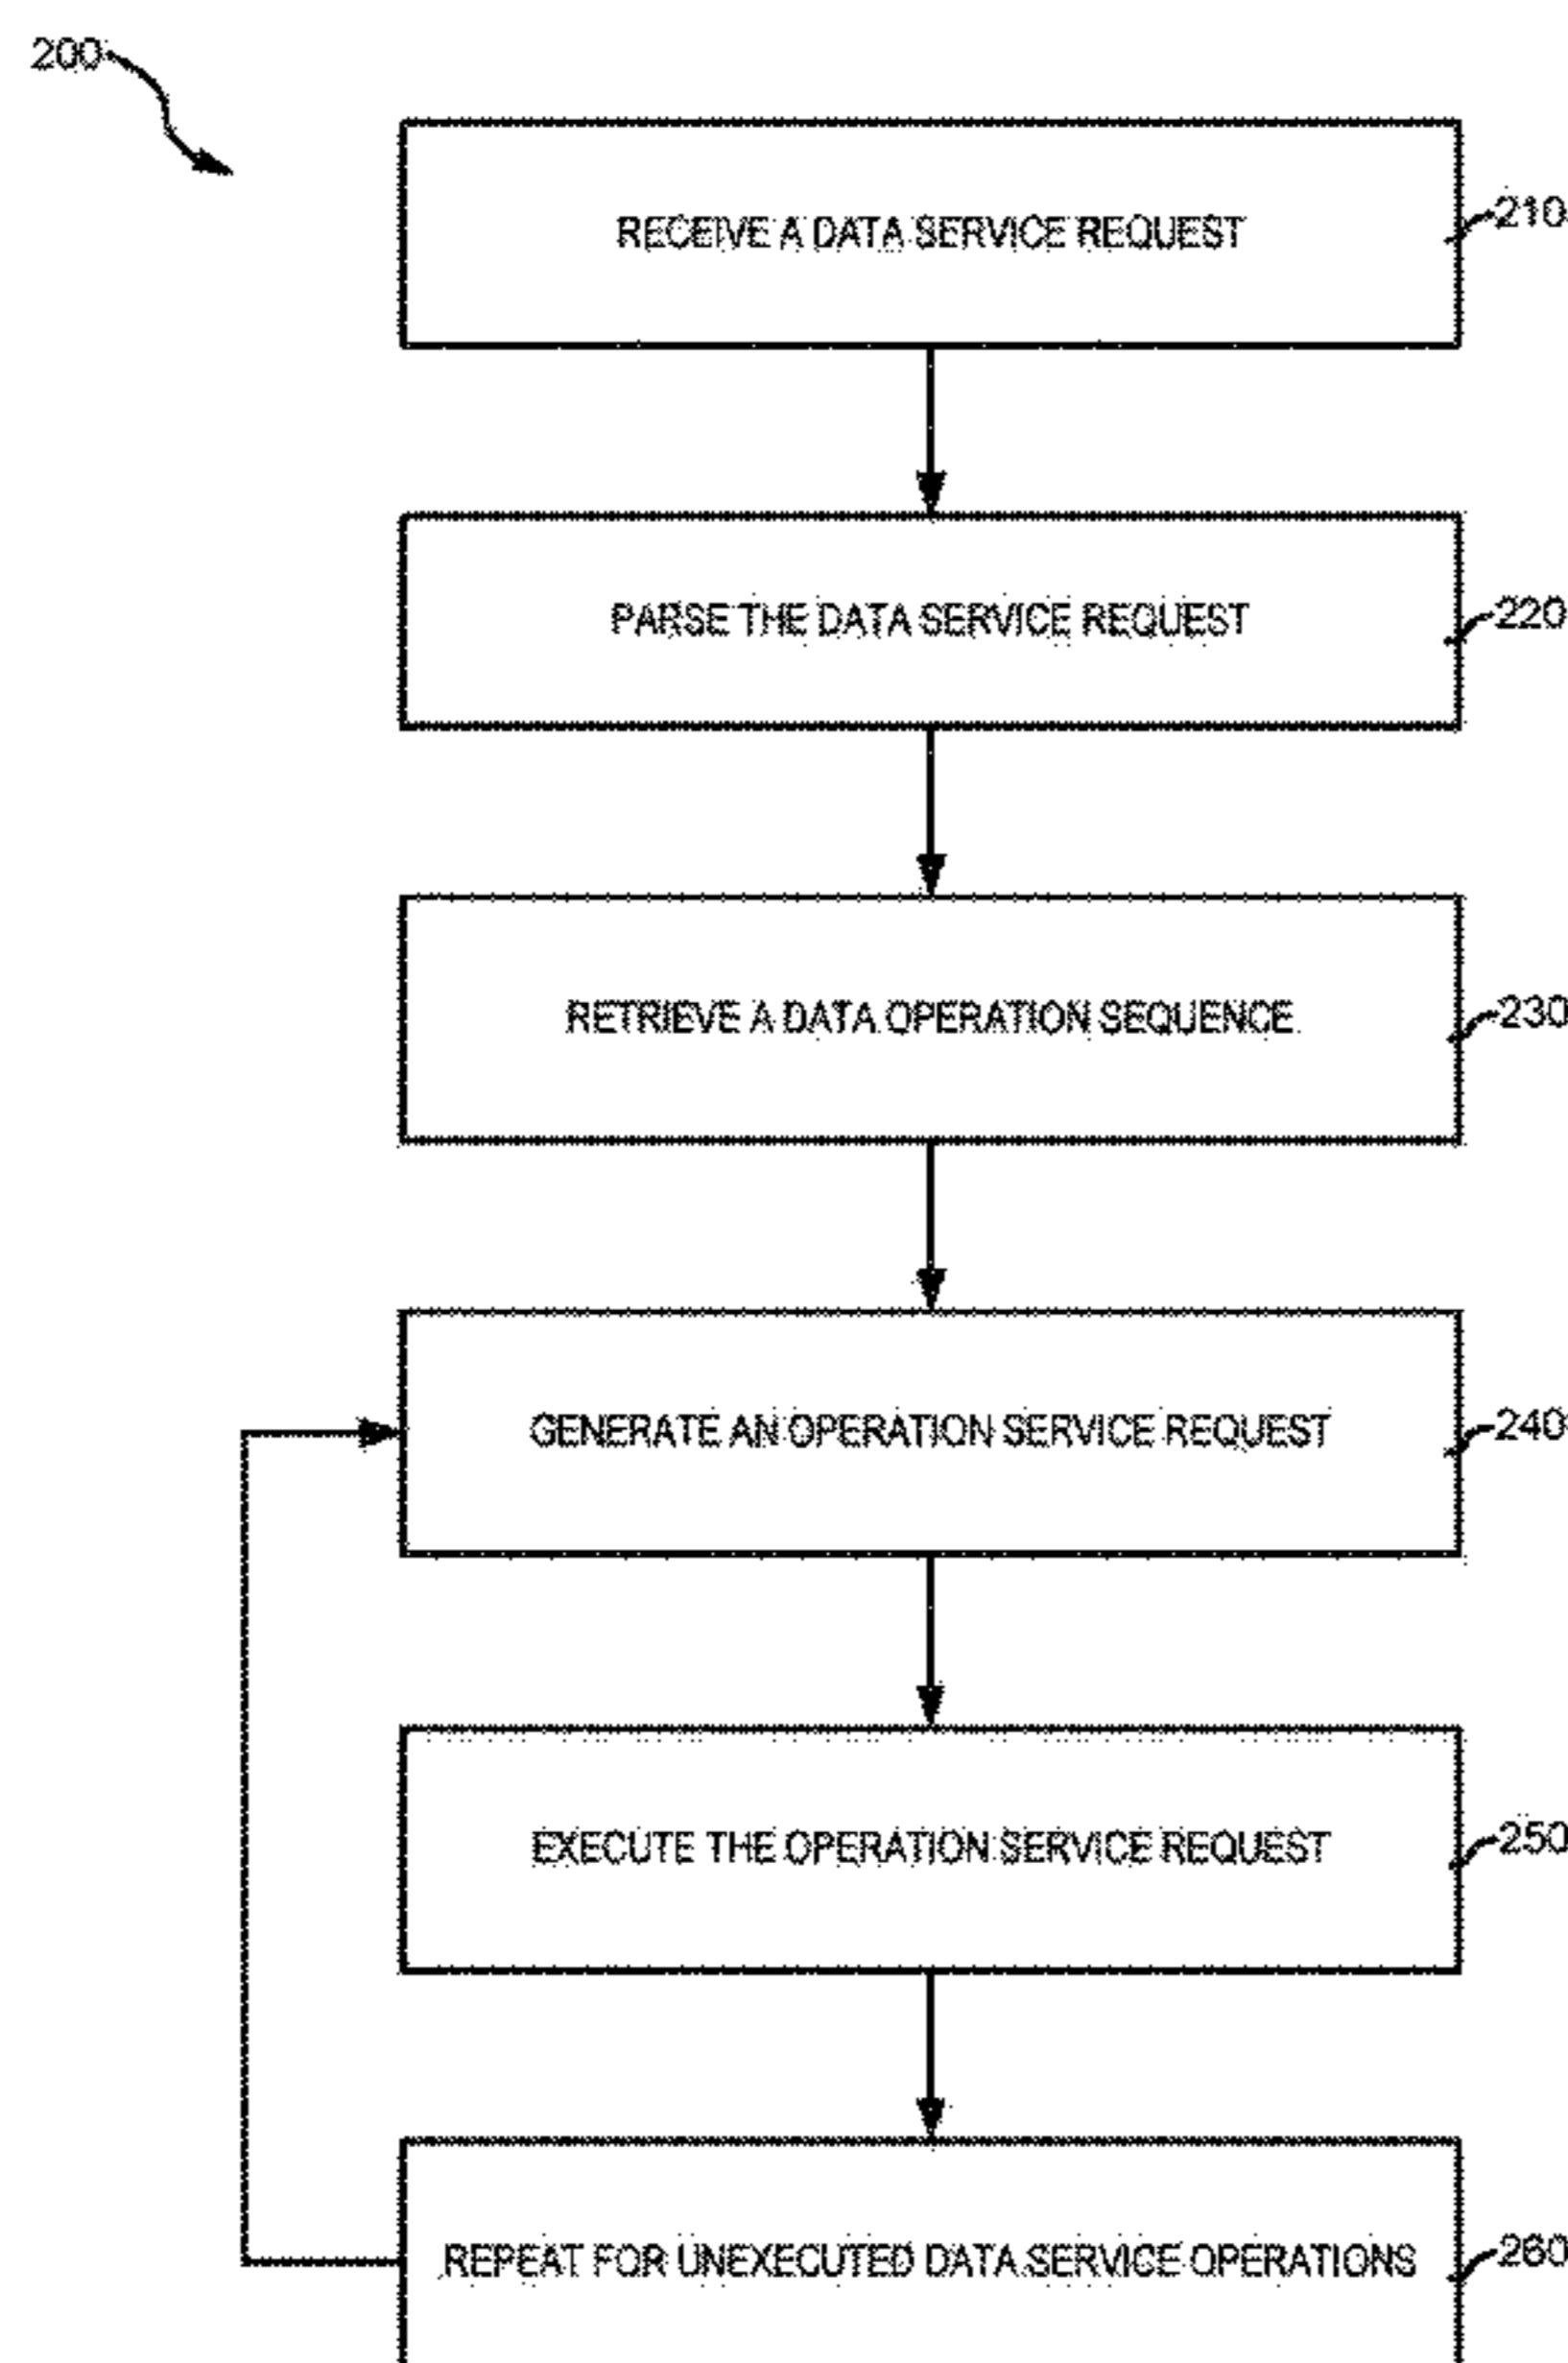 200
RECEIVE A DATA SERVICE REQUEST
210
PARSE THE DATA SERVICE REQUEST
220
RETRIEVE A DATA OPERATION SEQUENCE
230
GENERATE AN OPERATION SERVICE REQUEST
240
EXECUTE THE OPERATION SERVICE REQUEST
250
REPEAT FOR UNEXECUTED DATA SERVICE OPERATIONS
260